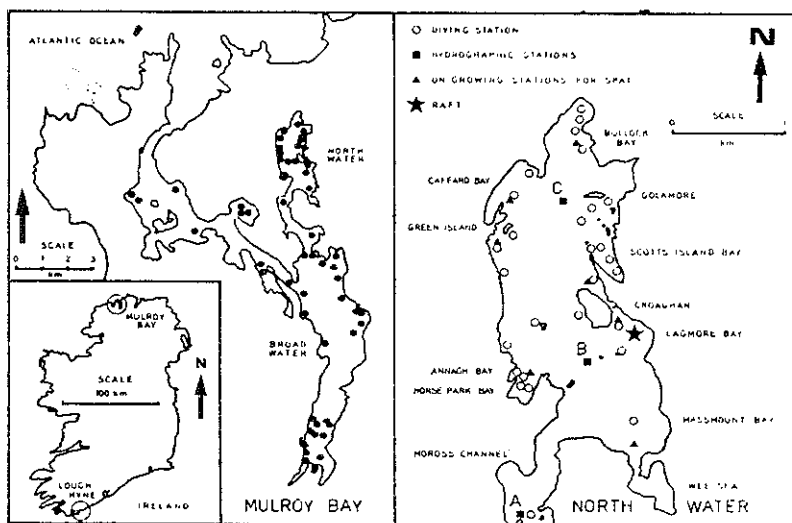 ATLANTIC OCEAN
NORTH
WATER
SCALE
0 1 2 3
km
BROAD
WATER
MULROY BAY
MULROY
BAY
N
SCALE
100 km
LOUGH
HYNE
IRELAND
DIVING STATION
HYDROGRAPHIC STATIONS
ON GROWING STATIONS FOR SPAT
RAFT
N
SCALE
0 1
km
BULLOCK
BAY
CAFFARD BAY
C
GOLAMORE
GREEN ISLAND
SCOTTS ISLAND BAY
CROAGHAN
LAGMORE BAY
B
ANNAGH BAY
HORSE PARK BAY
MASSMOUNT BAY
MOROSS CHANNEL
WEE SEA
A
NORTH WATER